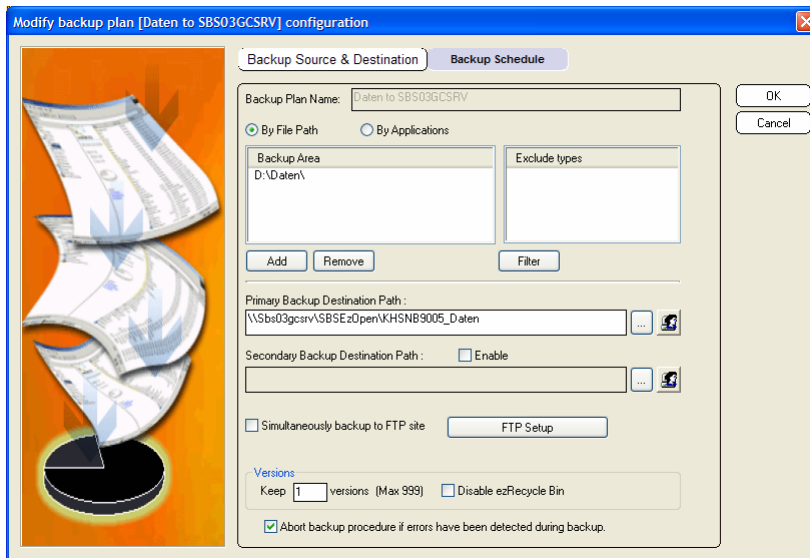 Modify backup plan [Daten to SBS03GCSRV] configuration
Backup Source & Destination
Backup Schedule
Backup Plan Name:
Daten to SBS03GCSRV
OK
Cancel
By File Path
By Applications
Backup Area
Exclude types
D:\Daten\
Add
Remove
Filter
Primary Backup Destination Path :
\\Sbs03gcsrv\SBSEzOpen\KHSNB9005_Daten
...
Secondary Backup Destination Path :
Enable
...
Simultaneously backup to FTP site
FTP Setup
Versions
Keep 1 versions (Max 999)
Disable ezRecycle Bin
Abort backup procedure if errors have been detected during backup.